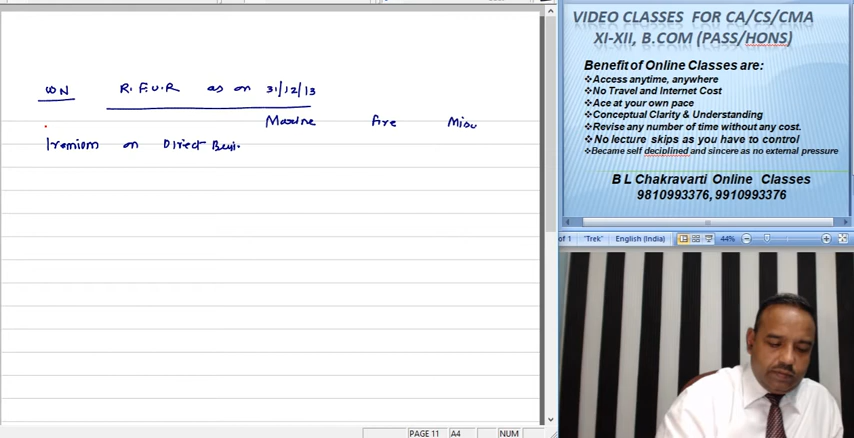 WN R.F.U.R as on 31/12/13
Marine Fire Misc
Premium on Direct Busi.
VIDEO CLASSES FOR CA/CS/CMA
XI-XII, B.COM (PASS/HONS)
Benefit of Online Classes are:
❖Access anytime, anywhere
❖No Travel and Internet Cost
❖Ace at your own pace
❖Conceptual Clarity & Understanding
❖Revise any number of time without any cost.
❖No lecture skips as you have to control
❖Became self deciplined and sincere as no external pressure
B L Chakravarti Online Classes
9810993376, 9910993376
of 1 "Trek" English (India) 44%
PAGE 11 A4 NUM